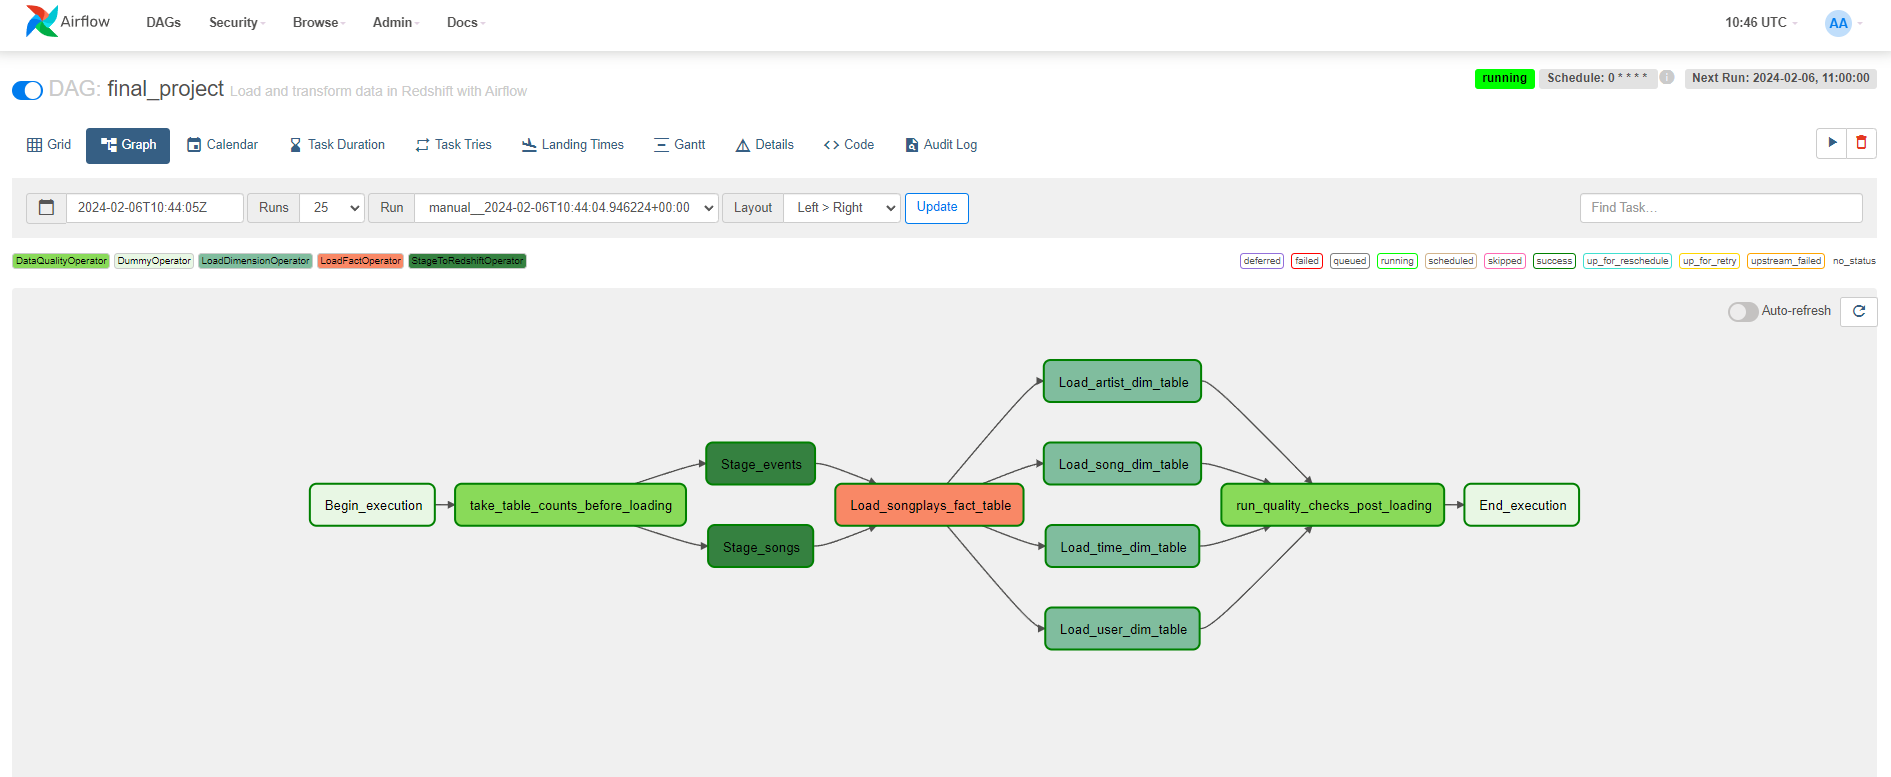 Airflow DAGs Security Browse Admin Docs 10:46 UTC AA
DAG: final_project Load and transform data in Redshift with Airflow running Schedule: 0 * * * * i Next Run: 2024-02-06, 11:00:00
Grid Graph Calendar Task Duration Task Tries Landing Times Gantt Details Code Audit Log
2024-02-06T10:44:05Z Runs 25 Run manual__2024-02-06T10:44:04.946224+00:00 Layout Left > Right Update Find Task...
DataQualityOperator DummyOperator LoadDimensionOperator LoadFactOperator StageToRedshiftOperator deferred failed queued running scheduled skipped success up_for_reschedule up_for_retry upstream_failed no_status
Auto-refresh
Load_artist_dim_table
Stage_events Load_song_dim_table
Begin_execution take_table_counts_before_loading Load_songplays_fact_table run_quality_checks_post_loading End_execution
Stage_songs Load_time_dim_table
Load_user_dim_table